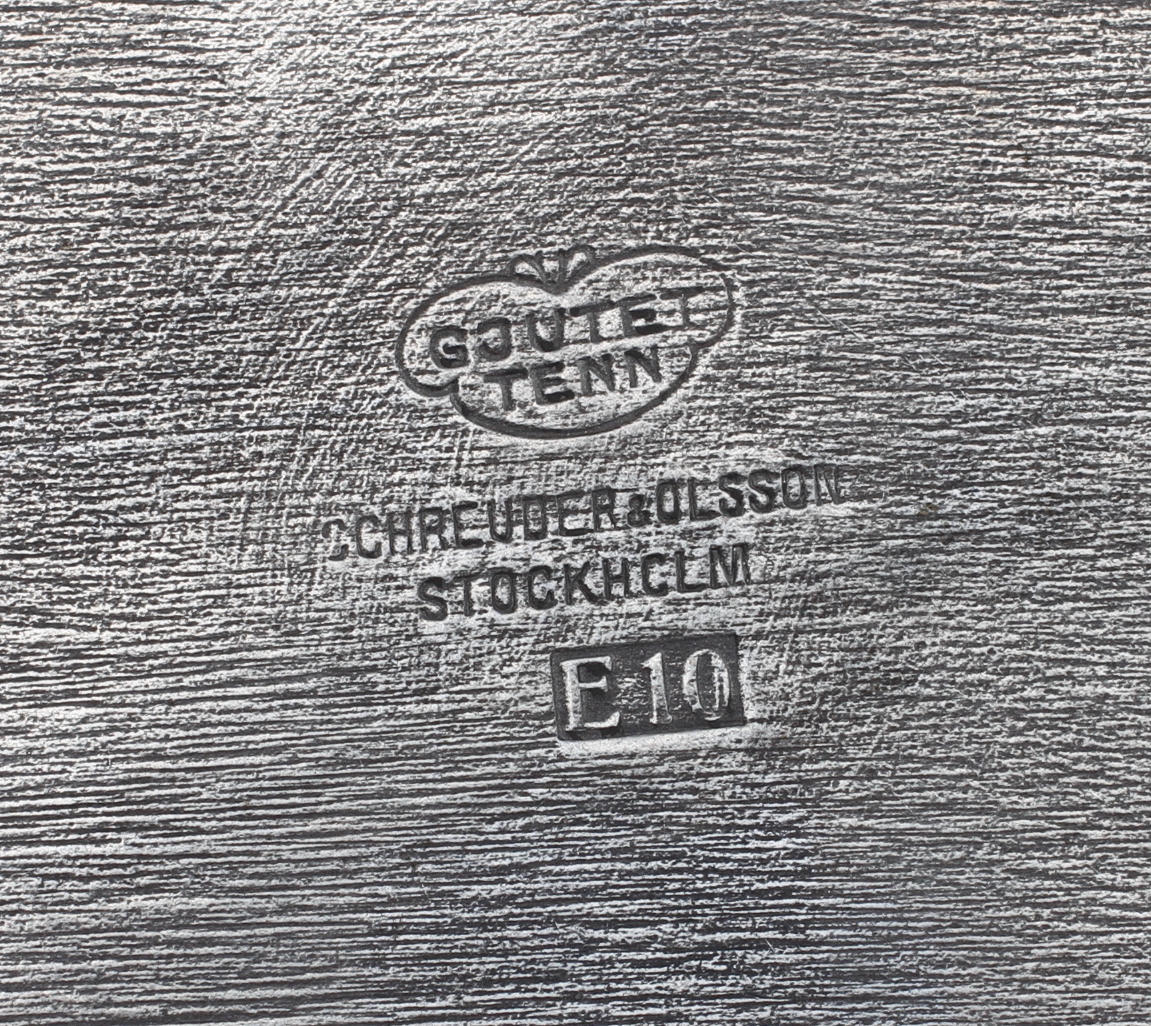 GJUTET
TENN
SCHREUDER&OLSSON
STOCKHOLM
E10